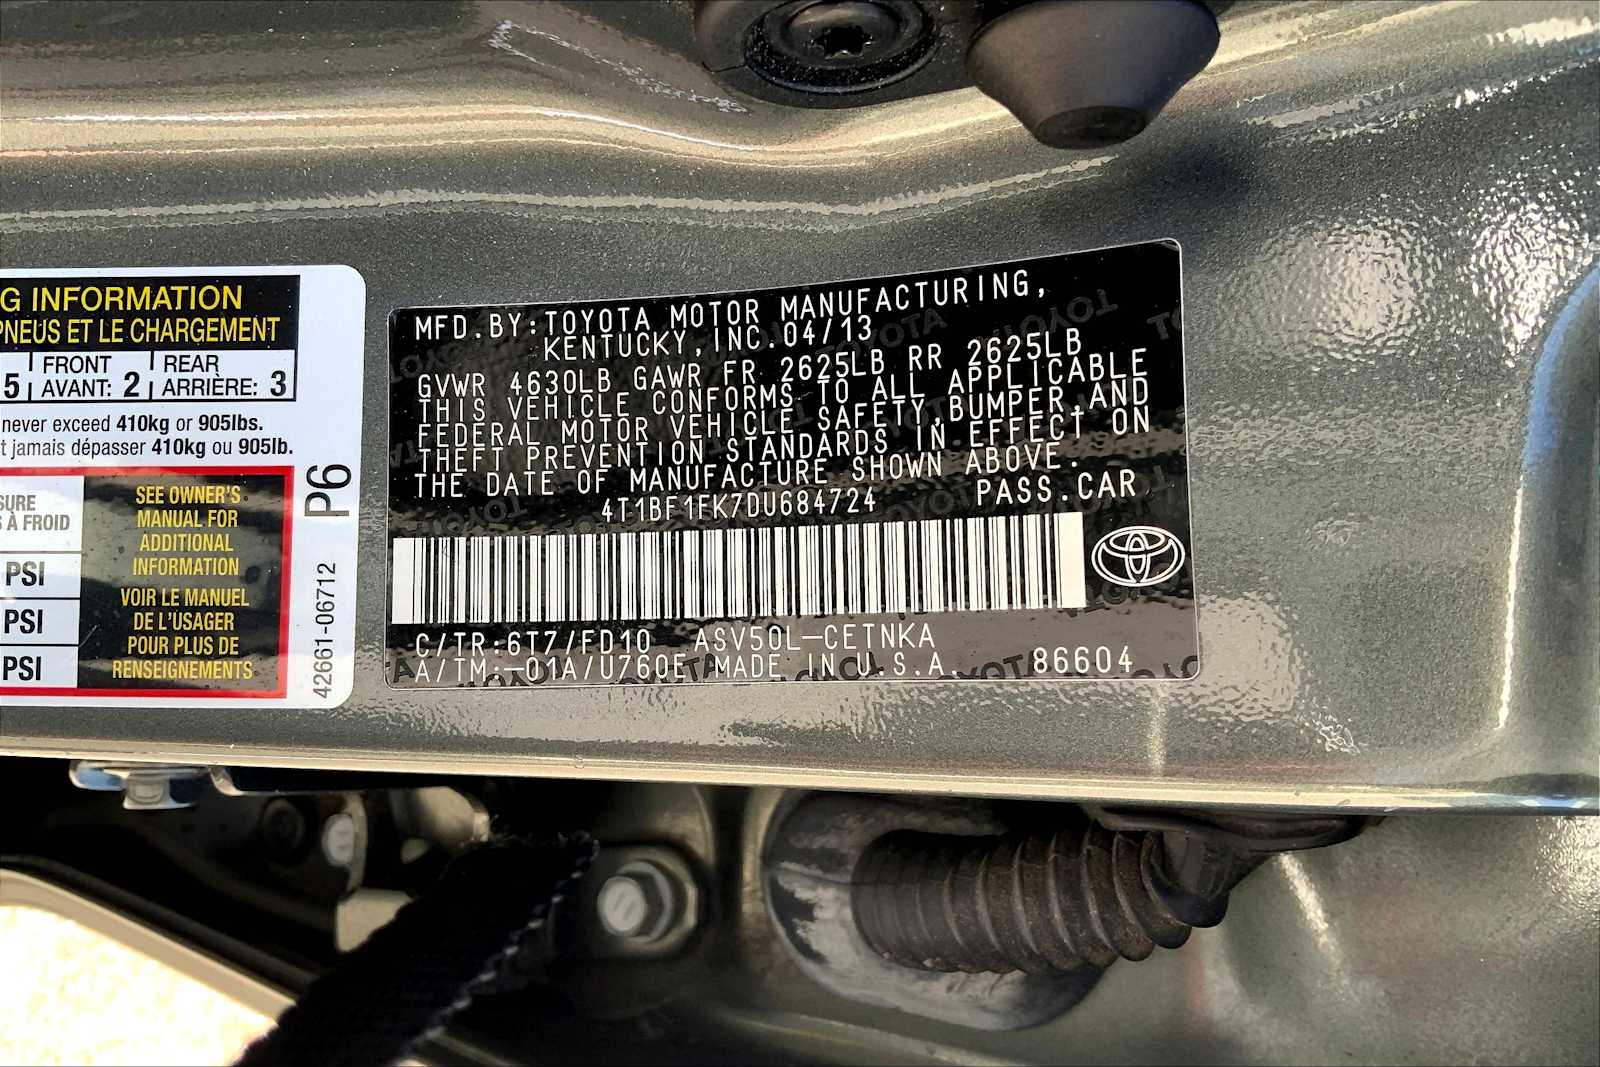 G INFORMATION
PNEUS ET LE CHARGEMENT
5 FRONT AVANT: 2 REAR ARRIÈRE: 3
never exceed 410kg or 905lbs.
t jamais dépasser 410kg ou 905lb.
SURE
S À FROID
PSI
PSI
PSI
SEE OWNER'S
MANUAL FOR
ADDITIONAL
INFORMATION
VOIR LE MANUEL
DE L'USAGER
POUR PLUS DE
RENSEIGNEMENTS
P6
42661-06712
MFD.BY:TOYOTA MOTOR MANUFACTURING,
KENTUCKY,INC.04/13
GVWR 4630LB GAWR FR 2625LB RR 2625LB
THIS VEHICLE CONFORMS TO ALL APPLICABLE
FEDERAL MOTOR VEHICLE SAFETY,BUMPER,AND
THEFT PREVENTION STANDARDS IN EFFECT ON
THE DATE OF MANUFACTURE SHOWN ABOVE.
4T1BF1FK7DU684724 PASS.CAR
C/TR:6T7/FD10 ASV50L-CETNKA
A/TM:-01A/U760E MADE IN U.S.A. 86604